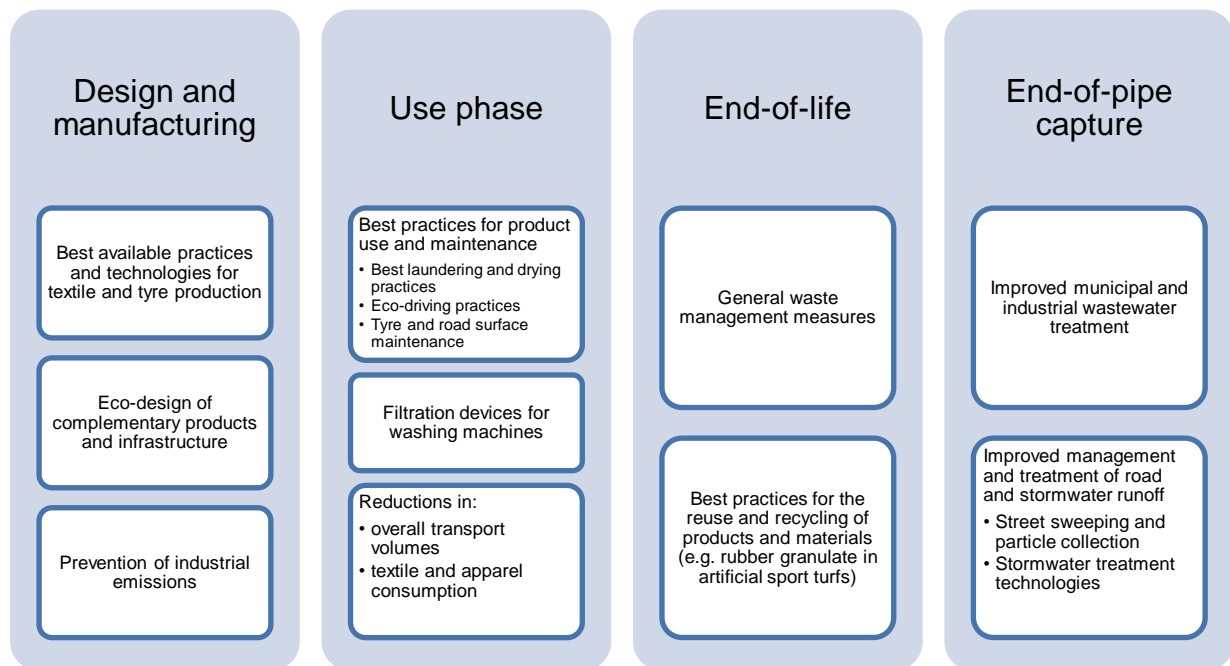 Design and
manufacturing
Best available practices
and technologies for
textile and tyre production
Eco-design of
complementary products
and infrastructure
Prevention of industrial
emissions
Use phase
Best practices for product
use and maintenance
• Best laundering and drying
practices
• Eco-driving practices
• Tyre and road surface
maintenance
Filtration devices for
washing machines
Reductions in:
• overall transport
volumes
• textile and apparel
consumption
End-of-life
General waste
management measures
Best practices for the
reuse and recycling of
products and materials
(e.g. rubber granulate in
artificial sport turfs)
End-of-pipe
capture
Improved municipal and
industrial wastewater
treatment
Improved management
and treatment of road
and stormwater runoff
• Street sweeping and
particle collection
• Stormwater treatment
technologies